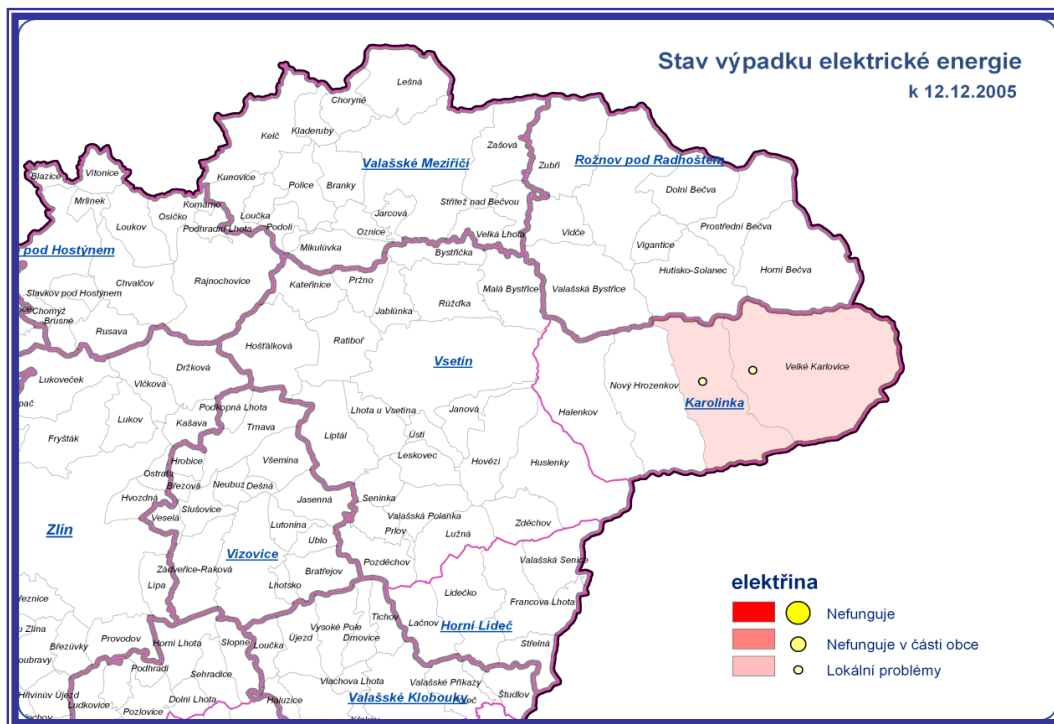 Stav výpadku elektrické energie
k 12.12.2005
Lešná
Choryně
Kladeruby
Kelč
Zašová
Valašské Meziříčí
Rožnov pod Radhoštěm
Zubří
Vitonice
Blazice
Kunovice
Police
Branky
Dolní Bečva
Mrlínek
Komárno
Střítež nad Bečvou
Osíčko
Loučka
Jarcová
Loukov
Podhradní Lhota
Podolí
Oznice
Velká Lhota
Vidče
Prostřední Bečva
pod Hostýnem
Mikulůvka
Bystřička
Vigantice
Hutisko-Solanec
Horní Bečva
Chvalčov
Rajnochovice
Kateřinice
Pržno
Malá Bystřice
Valašská Bystřice
Slavkov pod Hostýnem
Růžďka
Jablůnka
Chomýž
Brusné
Rusava
Ratiboř
Hošťálková
Vsetín
Držková
Velké Karlovice
Lukoveček
Vlčková
Nový Hrozenkov
Karolinka
Podkopná Lhota
Lhota u Vsetína
Janová
Halenkov
Lukov
Kašava
Trnava
Fryšták
Liptál
Ústí
Leskovec
Hovězí
Huslenky
Hrobice
Všemina
Ostrata
Březová
Neubuz
Dešná
Hvozdná
Jasenná
Seninka
Slušovice
Veselá
Lutonina
Valašská Polanka
Prlov
Zděchov
Zlín
Ublo
Lužná
Vizovice
Pozděchov
Valašská Senice
Zádveřice-Raková
Bratřejov
Lípa
Lhotsko
Lidečko
Francova Lhota
Tichov
Lačnov
Horní Lideč
Vysoké Pole
Drnovice
u Zlína
Provodov
Horní Lhota
Slopné
Újezd
Loučka
Střelná
Březůvky
Podhradí
Sehradice
Vlachova Lhota
Valašské Příkazy
Hřivínův Újezd
Ludkovice
Pozlovice
Dolní Lhota
Haluzice
Valašské Klobouky
Študlov
elektřina
Nefunguje
Nefunguje v části obce
Lokální problémy